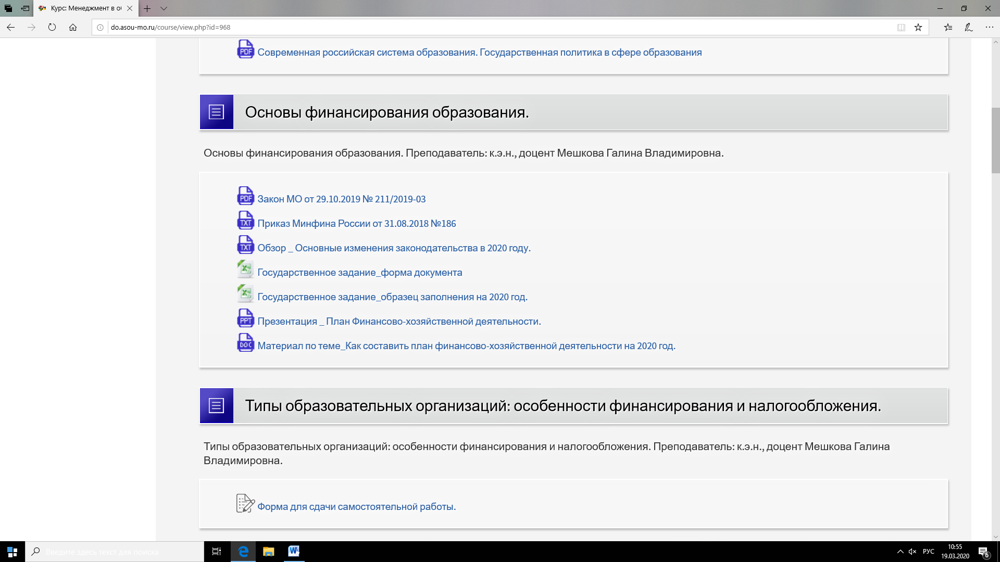 Курс: Менеджмент в об
do.asou-mo.ru/course/view.php?id=968
PDF Современная российская система образования. Государственная политика в сфере образования
Основы финансирования образования.
Основы финансирования образования. Преподаватель: к.э.н., доцент Мешкова Галина Владимировна.
PDF Закон МО от 29.10.2019 № 211/2019-03
TXT Приказ Минфина России от 31.08.2018 №186
TXT Обзор _ Основные изменения законодательства в 2020 году.
Государственное задание_форма документа
Государственное задание_образец заполнения на 2020 год.
PPT Презентация _ План Финансово-хозяйственной деятельности.
DOC Материал по теме_Как составить план финансово-хозяйственной деятельности на 2020 год.
Типы образовательных организаций: особенности финансирования и налогообложения.
Типы образовательных организаций: особенности финансирования и налогообложения. Преподаватель: к.э.н., доцент Мешкова Галина
Владимировна.
Форма для сдачи самостоятельной работы.
Введите здесь текст для поиска
РУС
10:55
19.03.2020
6